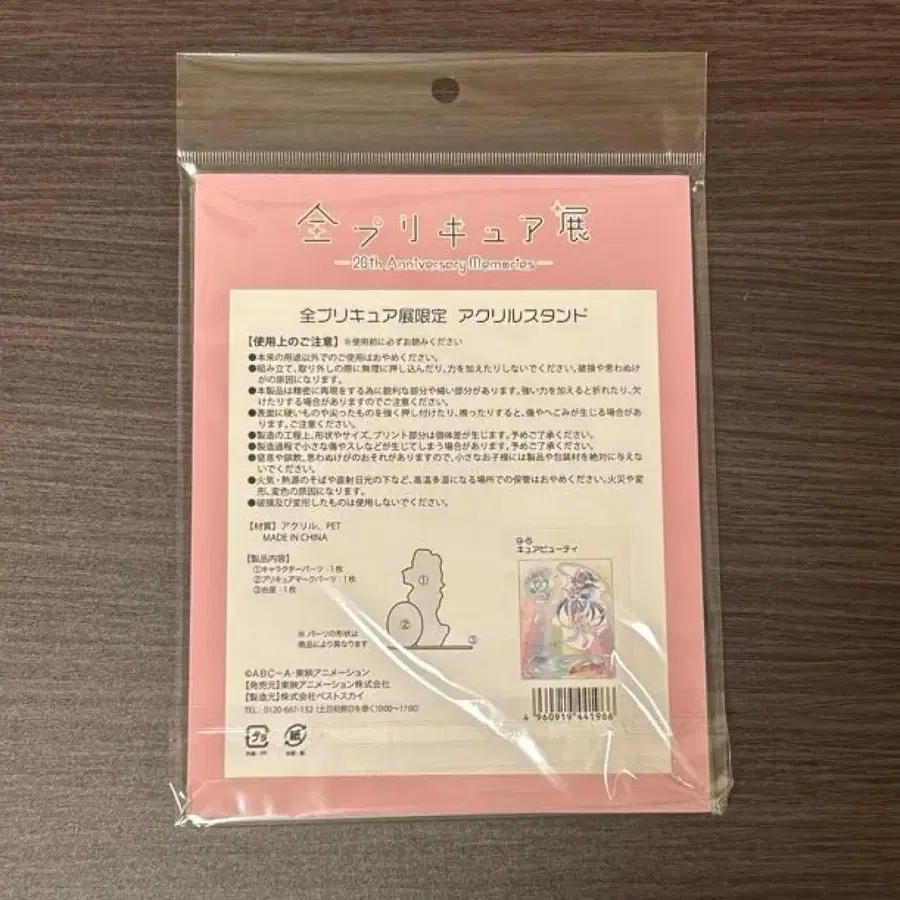 全プリキュア展
20th Anniversary Memories
全プリキュア展限定 アクリルスタンド
【使用上のご注意】 ※使用前に必ずお読みください
●本来の用途以外でのご使用はおやめください。
●組み立て、取り外しの際に無理に押し込んだり、力を加えたりしないでください。破損や思わぬけ
がの原因になります。
●本製品は精密に再現をする為に鋭利な部分や細い部分があります。強い力を加えると折れたり、欠
けたりする場合がありますのでご注意ください。
●表面に硬いものや尖ったものを強く押し付けたり、擦ったりすると、傷やへこみが生じる場合があ
ります。ご注意ください。
●製造の工程上、形状やサイズ、プリント部分は個体差が生じます。予めご了承ください。
●製造過程で小さな傷やスレなどが生じてしまう場合があります。予めご了承ください。
●窒息や誤飲、思わぬけがのおそれがありますので、小さなお子様には製品や包装材を絶対に与えな
いでください。
●火気・熱源のそばや直射日光の下など、高温多湿になる場所での保管はおやめください。火災や変
形、変色の原因になります。
●破損及び変形したものは使用しないでください。
【材質】アクリル、PET
MADE IN CHINA
【製品内容】
①キャラクターパーツ:1枚
②プリキュアマークパーツ:1枚
③台座:1枚
①
②
③
※ パーツの形状は
商品により異なります
9-5
キュアビューティ
4 960919 441966
©ABC-A・東映アニメーション
【発売元】東映アニメーション株式会社
【製造元】株式会社ベストスカイ
TEL: 0120-667-132 (土日祝祭日を除く10:00〜17:00)
プラ
紙